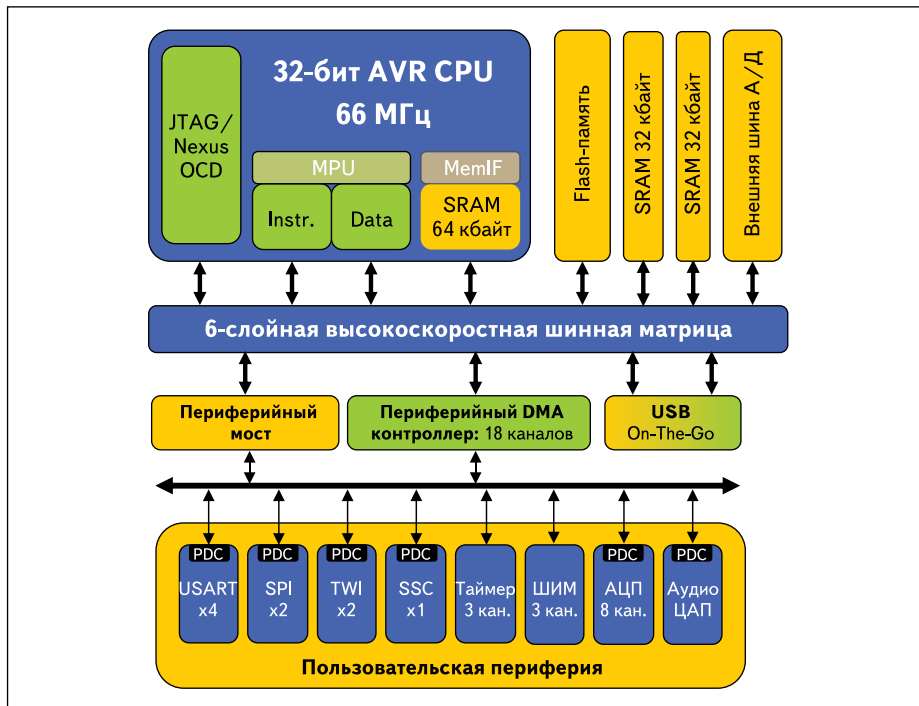 32-бит AVR CPU
66 МГц
JTAG/
Nexus
OCD
MPU
Instr.
Data
MemIF
SRAM
64 кбайт
Flash-память
SRAM 32 кбайт
SRAM 32 кбайт
Внешняя шина А/Д
6-слойная высокоскоростная шинная матрица
Периферийный
мост
Периферийный DMA
контроллер: 18 каналов
USB
On-The-Go
PDC
USART
x4
PDC
SPI
x2
PDC
TWI
x2
PDC
SSC
x1
Таймер
3 кан.
ШИМ
3 кан.
PDC
АЦП
8 кан.
PDC
Аудио
ЦАП
Пользовательская периферия